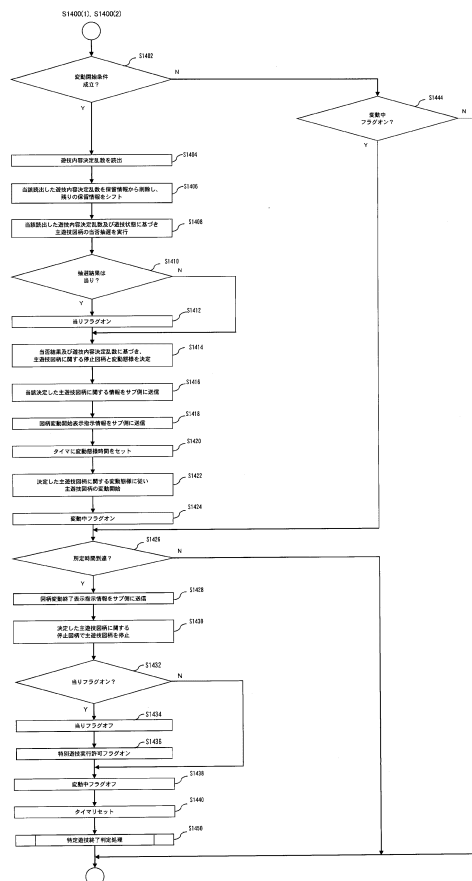 S1400(1), S1400(2)
S1402
変動開始条件
成立？
N
Y
S1444
変動中
フラグオン？
N
Y
遊技内容決定乱数を読出
S1404
当該読出した遊技内容決定乱数を保留情報から削除し、
残りの保留情報をシフト
S1406
当該読出した遊技内容決定乱数及び遊技状態に基づき
主遊技図柄の当否抽選を実行
S1408
抽選結果は
当り？
S1410
N
Y
当りフラグオン
S1412
当否結果及び遊技内容決定乱数に基づき、
主遊技図柄に関する停止図柄と変動態様を決定
S1414
当該決定した主遊技図柄に関する情報をサブ側に送信
S1416
図柄変動開始表示指示情報をサブ側に送信
S1418
タイマに変動態様時間をセット
S1420
決定した主遊技図柄に関する変動態様に従い
主遊技図柄の変動開始
S1422
変動中フラグオン
S1424
所定時間到達？
S1426
N
Y
図柄変動終了表示指示情報をサブ側に送信
S1428
決定した主遊技図柄に関する
停止図柄で主遊技図柄を停止
S1430
当りフラグオン？
S1432
N
Y
当りフラグオフ
S1434
特別遊技実行許可フラグオン
S1436
変動中フラグオフ
S1438
タイマリセット
S1440
特定遊技終了判定処理
S1450